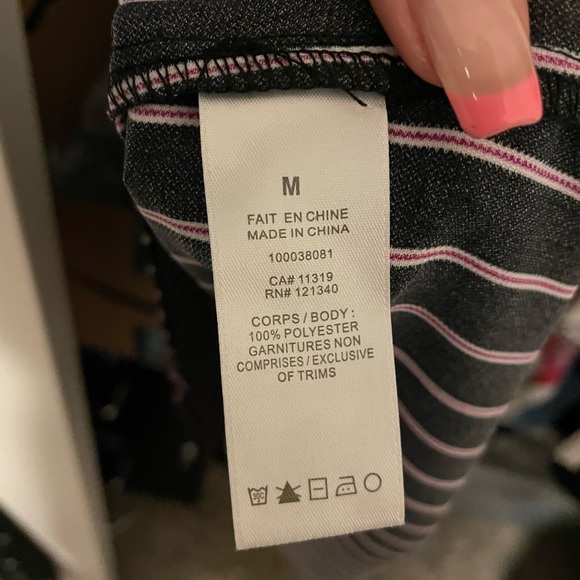 M
FAIT EN CHINE
MADE IN CHINA
100038081
CA# 11319
RN# 121340
CORPS / BODY :
100% POLYESTER
GARNITURES NON
COMPRISES / EXCLUSIVE
OF TRIMS
30C